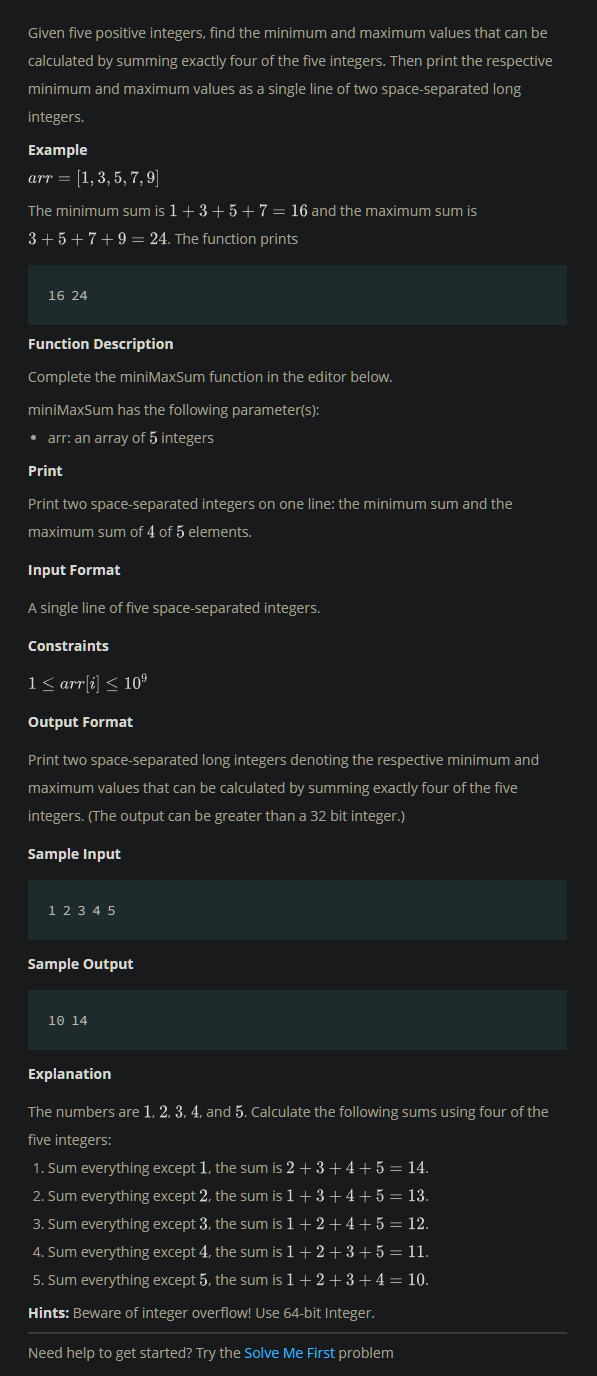 Given five positive integers, find the minimum and maximum values that can be
calculated by summing exactly four of the five integers. Then print the respective
minimum and maximum values as a single line of two space-separated long
integers.
Example
arr = [1, 3, 5, 7, 9]
The minimum sum is 1 + 3 + 5 + 7 = 16 and the maximum sum is
3 + 5 + 7 + 9 = 24. The function prints
16 24
Function Description
Complete the miniMaxSum function in the editor below.
miniMaxSum has the following parameter(s):
• arr: an array of 5 integers
Print
Print two space-separated integers on one line: the minimum sum and the
maximum sum of 4 of 5 elements.
Input Format
A single line of five space-separated integers.
Constraints
1 ≤ arr[i] ≤ 10⁹
Output Format
Print two space-separated long integers denoting the respective minimum and
maximum values that can be calculated by summing exactly four of the five
integers. (The output can be greater than a 32 bit integer.)
Sample Input
1 2 3 4 5
Sample Output
10 14
Explanation
The numbers are 1, 2, 3, 4, and 5. Calculate the following sums using four of the
five integers:
1. Sum everything except 1, the sum is 2 + 3 + 4 + 5 = 14.
2. Sum everything except 2, the sum is 1 + 3 + 4 + 5 = 13.
3. Sum everything except 3, the sum is 1 + 2 + 4 + 5 = 12.
4. Sum everything except 4, the sum is 1 + 2 + 3 + 5 = 11.
5. Sum everything except 5, the sum is 1 + 2 + 3 + 4 = 10.
Hints: Beware of integer overflow! Use 64-bit Integer.
Need help to get started? Try the Solve Me First problem